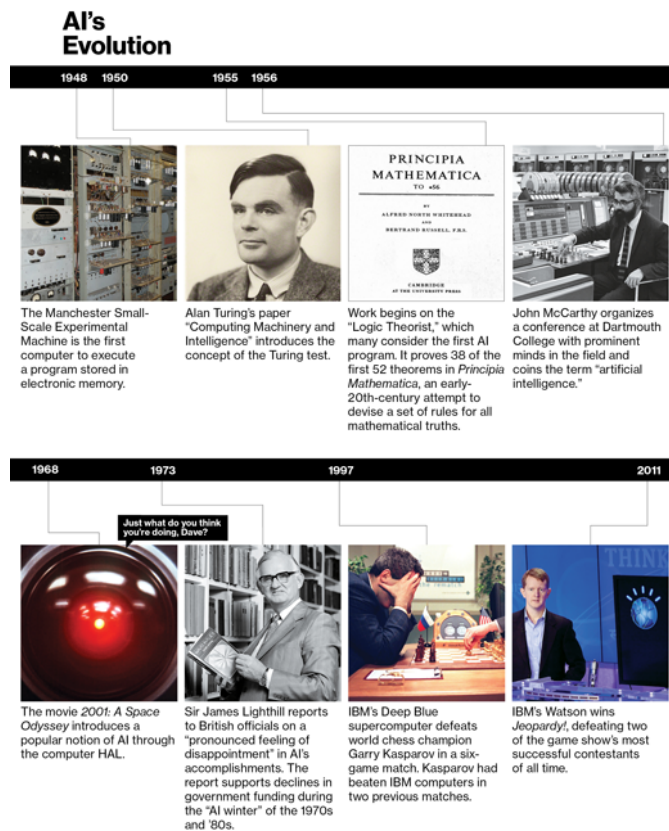 AI's
Evolution
1948 1950 1955 1956
PRINCIPIA
MATHEMATICA
TO *56
BY
ALFRED NORTH WHITEHEAD
AND
BERTRAND RUSSELL, F.R.S.
CAMBRIDGE
AT THE UNIVERSITY PRESS
The Manchester Small-
Scale Experimental
Machine is the first
computer to execute
a program stored in
electronic memory.
Alan Turing's paper
“Computing Machinery and
Intelligence” introduces the
concept of the Turing test.
Work begins on the
“Logic Theorist,” which
many consider the first AI
program. It proves 38 of the
first 52 theorems in Principia
Mathematica, an early-
20th-century attempt to
devise a set of rules for all
mathematical truths.
John McCarthy organizes
a conference at Dartmouth
College with prominent
minds in the field and
coins the term “artificial
intelligence.”
1968 1973 1997 2011
Just what do you think
you're doing, Dave?
THINK
The movie 2001: A Space
Odyssey introduces a
popular notion of AI through
the computer HAL.
Sir James Lighthill reports
to British officials on a
“pronounced feeling of
disappointment” in AI's
accomplishments. The
report supports declines in
government funding during
the “AI winter” of the 1970s
and '80s.
IBM's Deep Blue
supercomputer defeats
world chess champion
Garry Kasparov in a six-
game match. Kasparov had
beaten IBM computers in
two previous matches.
IBM's Watson wins
Jeopardy!, defeating two
of the game show's most
successful contestants
of all time.